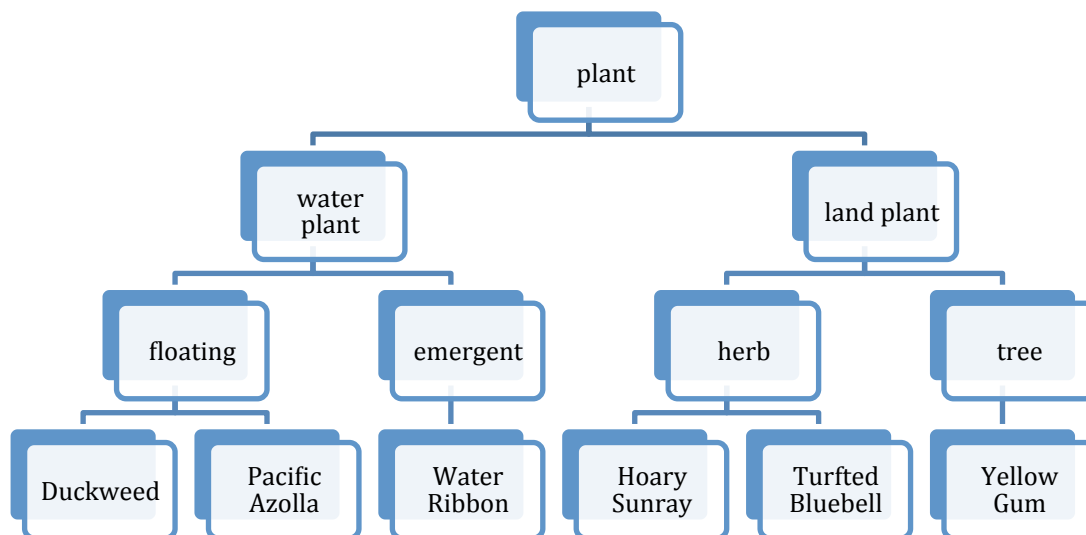 plant
water
plant
land plant
floating
emergent
herb
tree
Duckweed
Pacific
Azolla
Water
Ribbon
Hoary
Sunray
Turfted
Bluebell
Yellow
Gum